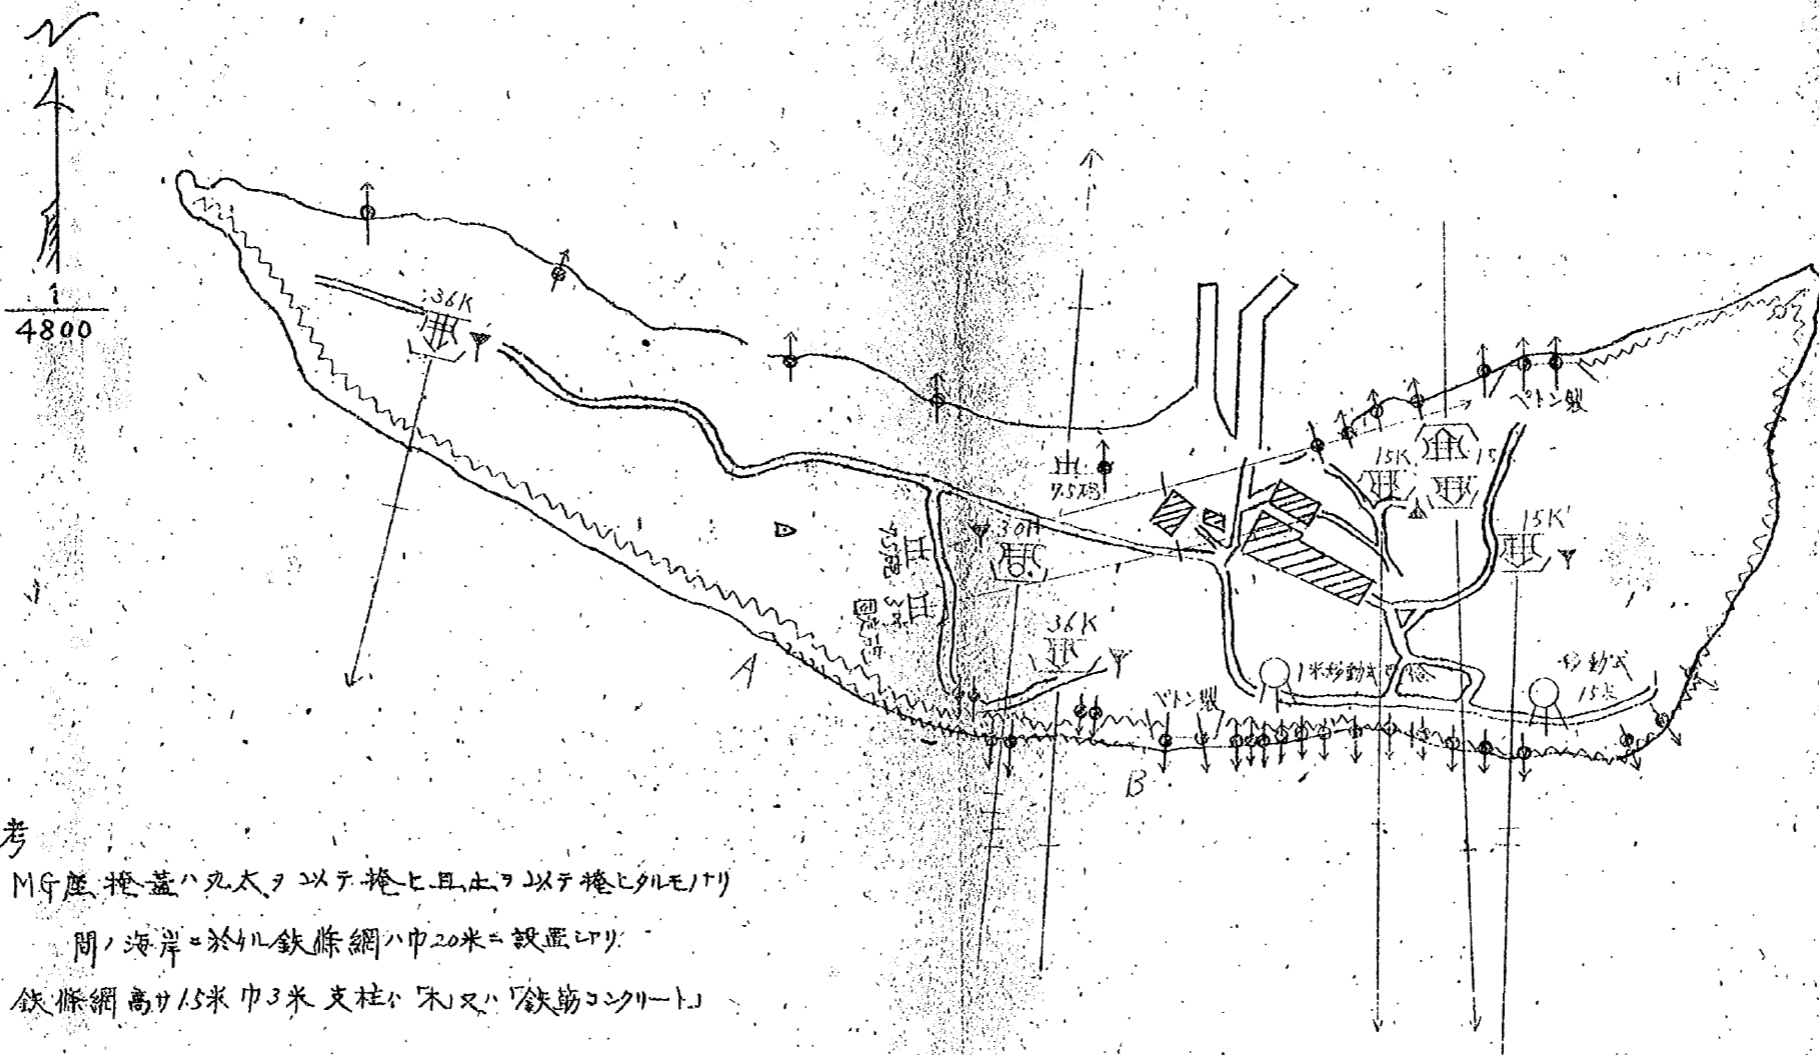 N
1
4800
36K
ベトン製
15K
15K
7.5
15K
30H
36K
1米移動式
移動式
ベトン製
A
B
考
MG座掩蓋ハ丸太ヲ以テ掩ヒ且土ヲ以テ掩ヒタルモノナリ
間ノ海岸ニ於ケル鉄條網ハ巾20米ニ設置シアリ
鉄條網高サ1.5米巾3米支柱ハ「木」又ハ「鉄筋コンクリート」